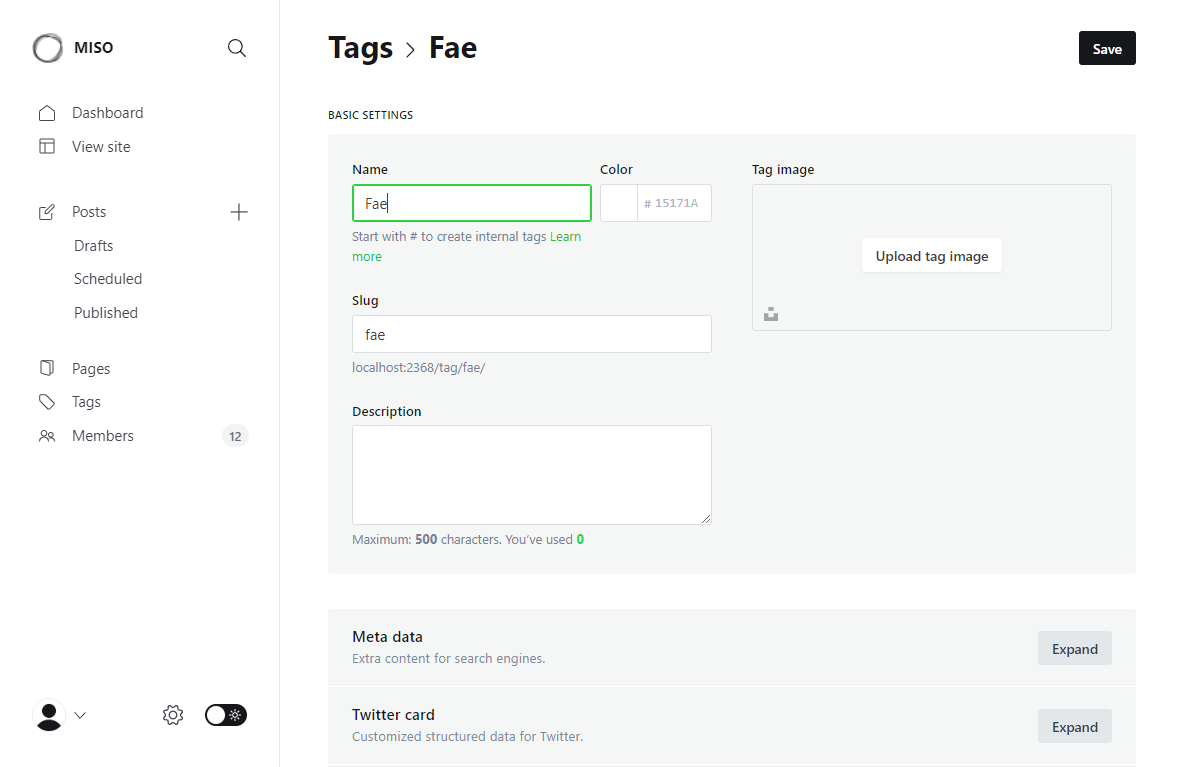 MISO
Dashboard
View site
Posts
Drafts
Scheduled
Published
Pages
Tags
Members
12
Tags > Fae
Save
BASIC SETTINGS
Name
Color
Tag image
Fae
# 15171A
Start with # to create internal tags Learn
more
Upload tag image
Slug
fae
localhost:2368/tag/fae/
Description
Maximum: 500 characters. You've used 0
Meta data
Extra content for search engines.
Expand
Twitter card
Customized structured data for Twitter.
Expand